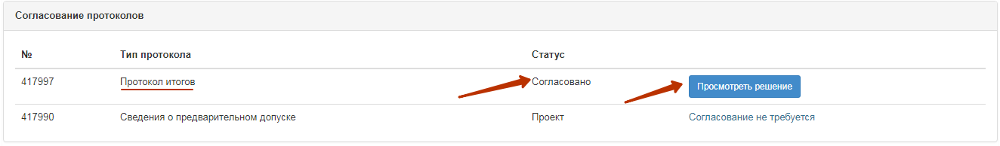 Согласование протоколов
№ Тип протокола Статус
417997 Протокол итогов Согласовано Просмотреть решение
417990 Сведения о предварительном допуске Проект Согласование не требуется